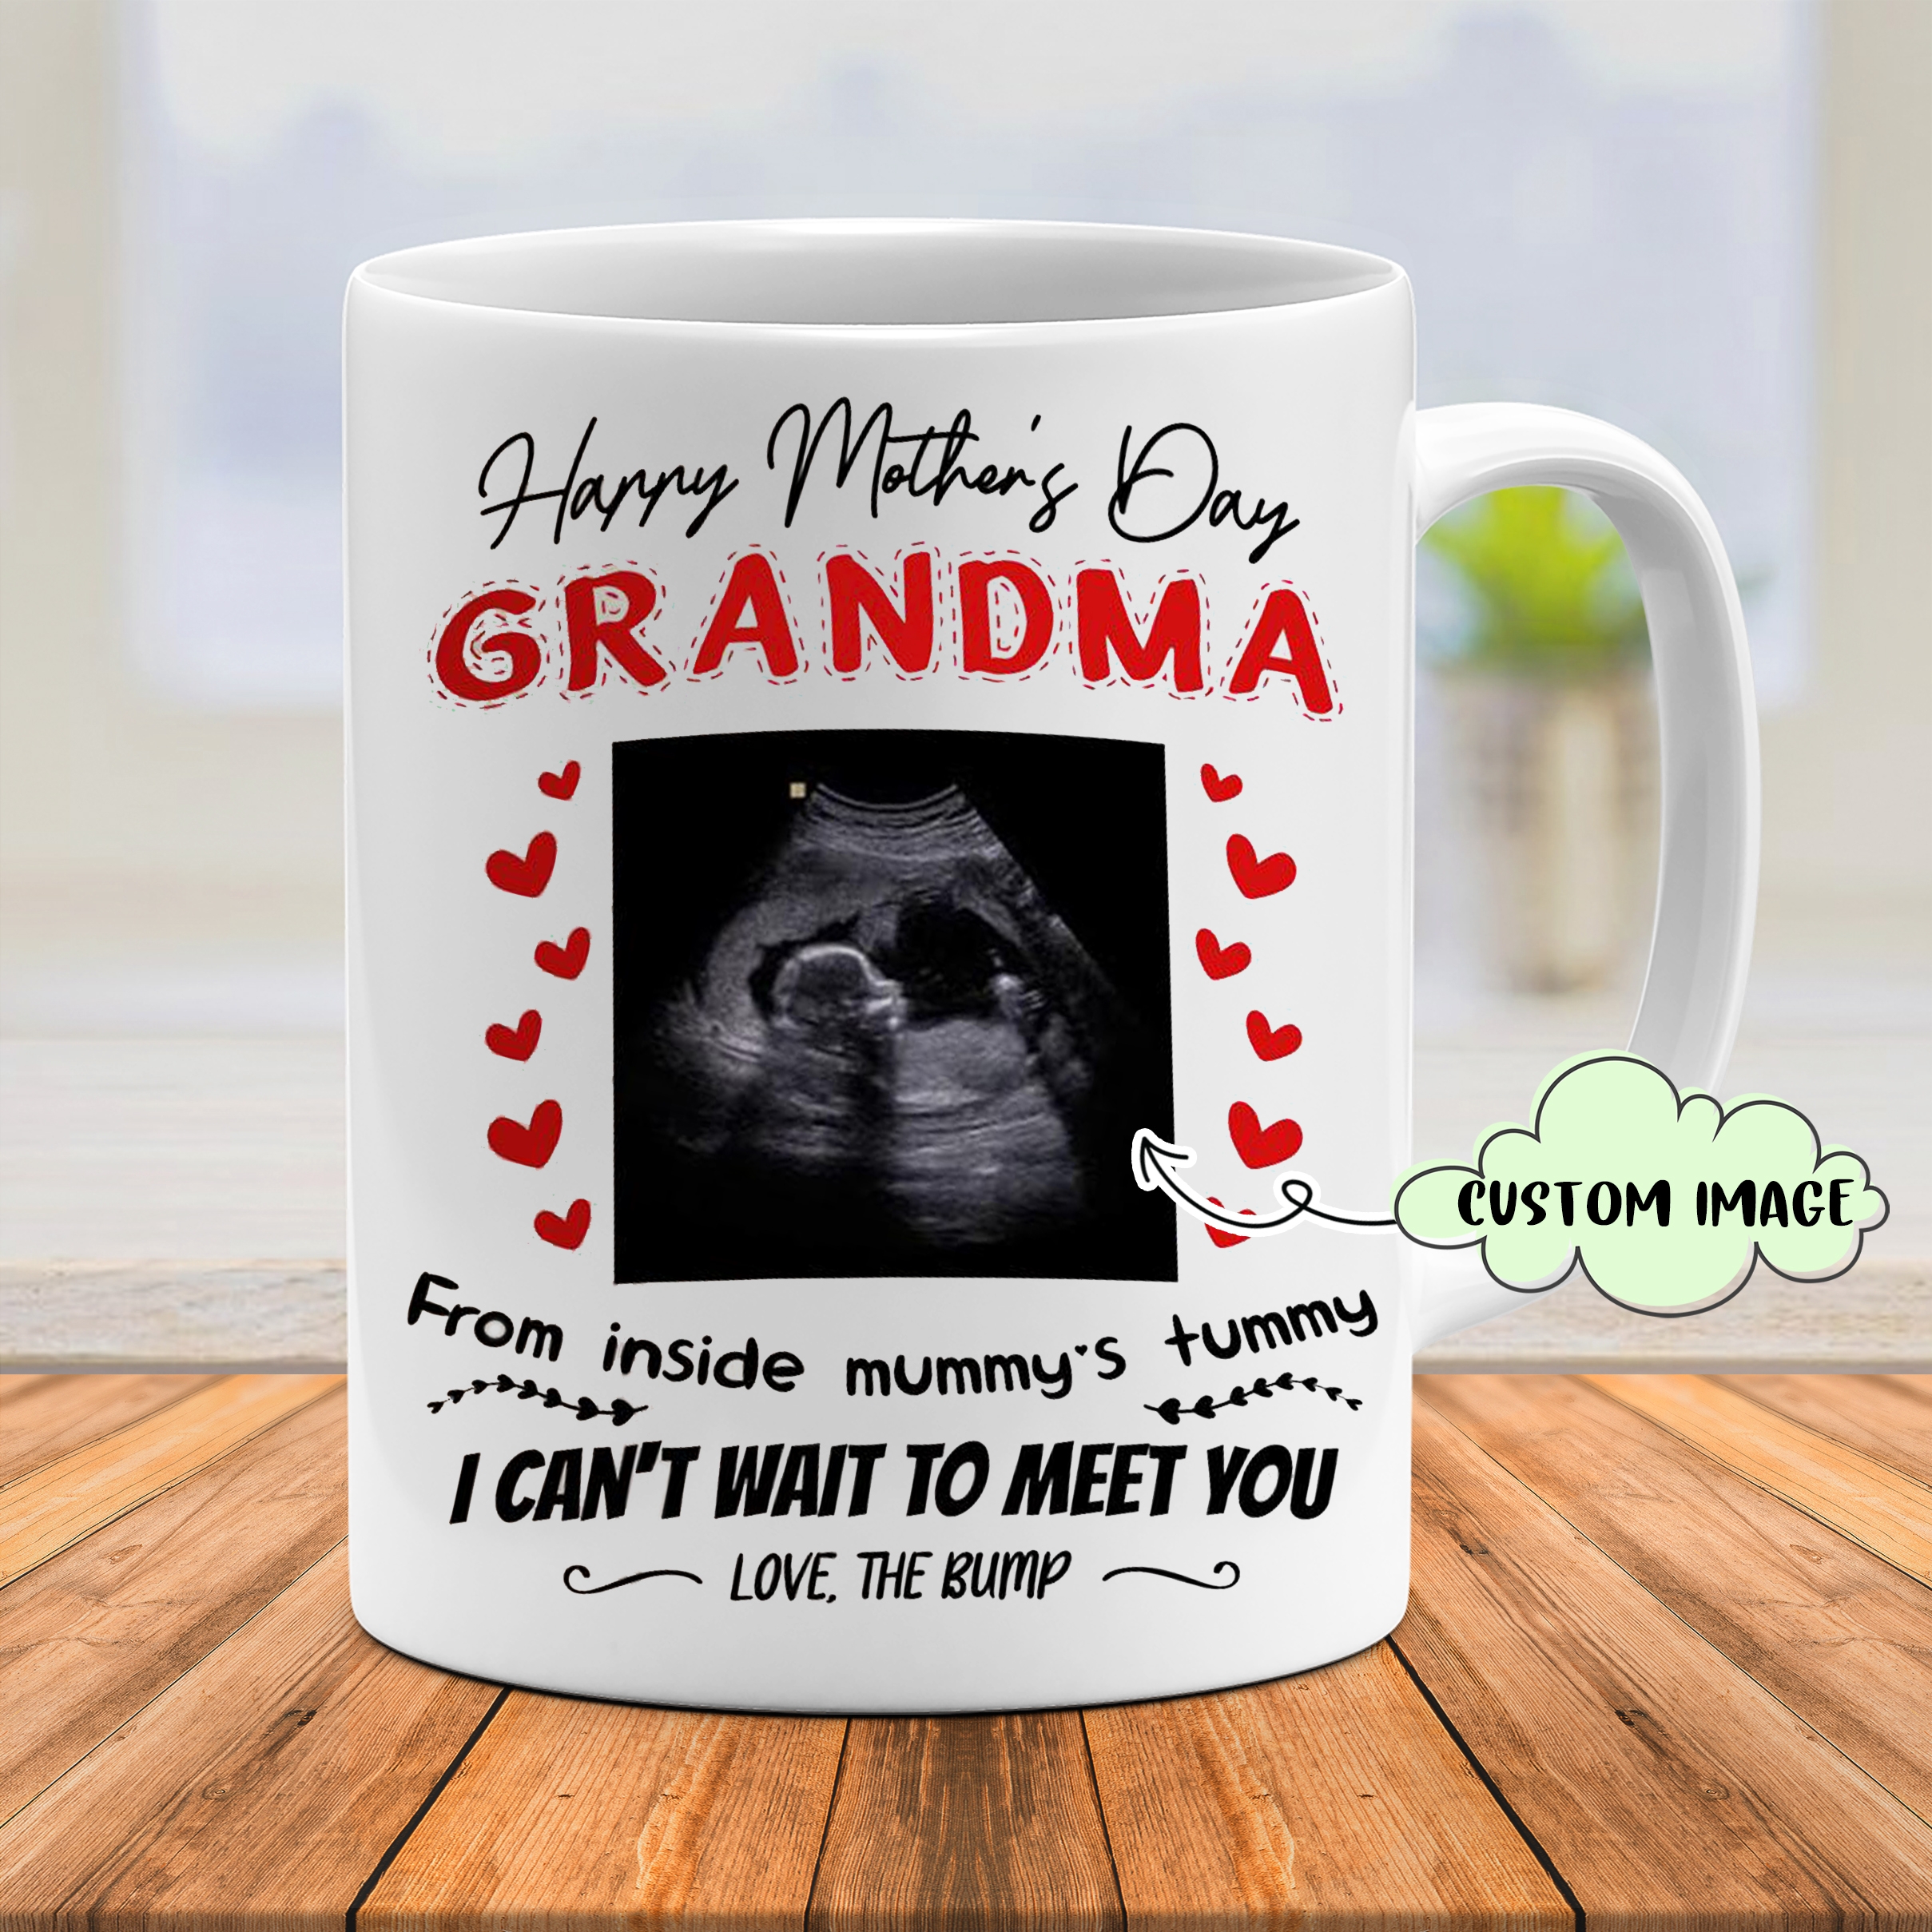 Happy Mother's Day
GRANDMA
From inside mummy's tummy
I CAN'T WAIT TO MEET YOU
LOVE, THE BUMP
CUSTOM IMAGE